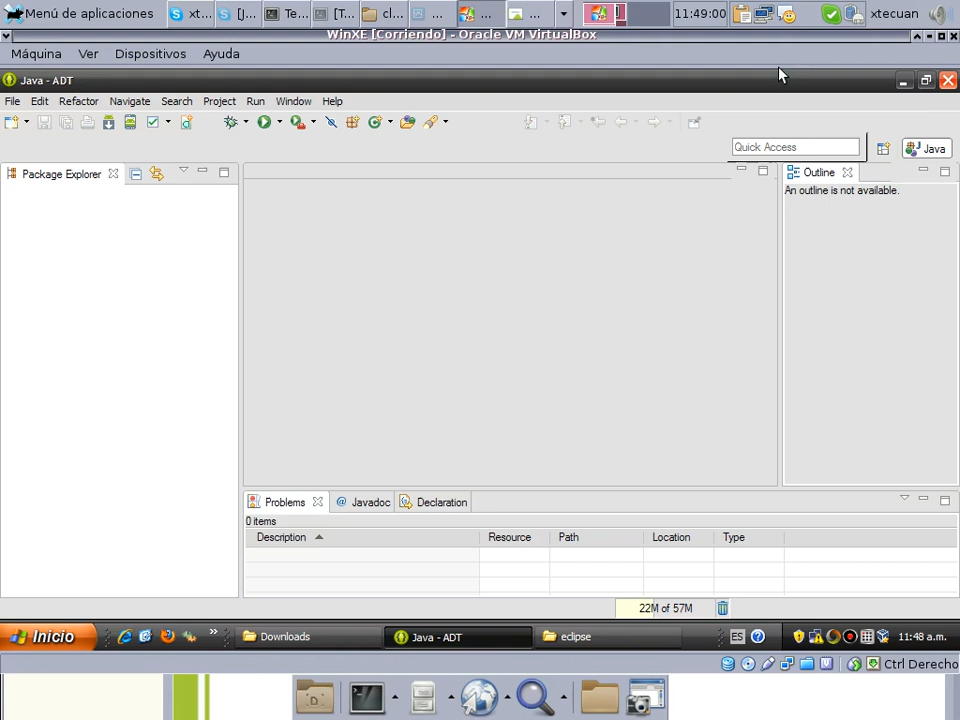 Menú de aplicaciones xt... [J... Te... [T... cl... ... ... ... 11:49:00 xtecuan
WinXE [Corriendo] - Oracle VM VirtualBox
Máquina Ver Dispositivos Ayuda
Java - ADT
File Edit Refactor Navigate Search Project Run Window Help
Quick Access Java
Package Explorer Outline
An outline is not available.
Problems @ Javadoc Declaration
0 items
Description Resource Path Location Type
22M of 57M
Inicio Downloads Java - ADT eclipse ES 11:48 a.m.
Ctrl Derecho